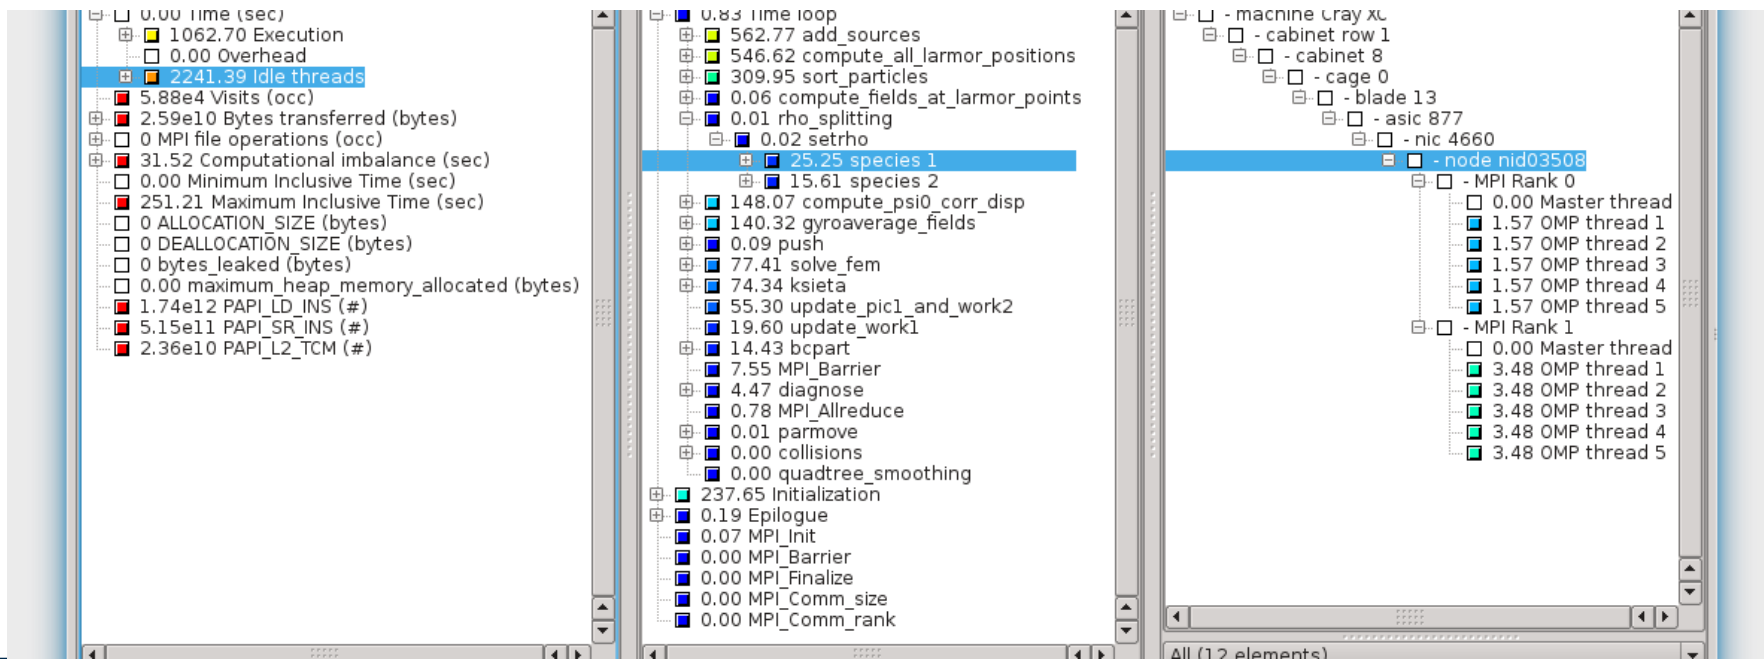 0.00 Time (sec)
1062.70 Execution
0.00 Overhead
2241.39 Idle threads
5.88e4 Visits (occ)
2.59e10 Bytes transferred (bytes)
0 MPI file operations (occ)
31.52 Computational imbalance (sec)
0.00 Minimum Inclusive Time (sec)
251.21 Maximum Inclusive Time (sec)
0 ALLOCATION_SIZE (bytes)
0 DEALLOCATION_SIZE (bytes)
0 bytes_leaked (bytes)
0.00 maximum_heap_memory_allocated (bytes)
1.74e12 PAPI_LD_INS (#)
5.15e11 PAPI_SR_INS (#)
2.36e10 PAPI_L2_TCM (#)
0.83 Time loop
562.77 add_sources
546.62 compute_all_larmor_positions
309.95 sort_particles
0.06 compute_fields_at_larmor_points
0.01 rho_splitting
0.02 setrho
25.25 species 1
15.61 species 2
148.07 compute_psi0_corr_disp
140.32 gyroaverage_fields
0.09 push
77.41 solve_fem
74.34 ksieta
55.30 update_pic1_and_work2
19.60 update_work1
14.43 bcpart
7.55 MPI_Barrier
4.47 diagnose
0.78 MPI_Allreduce
0.01 parmove
0.00 collisions
0.00 quadtree_smoothing
237.65 Initialization
0.19 Epilogue
0.07 MPI_Init
0.00 MPI_Barrier
0.00 MPI_Finalize
0.00 MPI_Comm_size
0.00 MPI_Comm_rank
- machine Cray XC
- cabinet row 1
- cabinet 8
- cage 0
- blade 13
- asic 877
- nic 4660
- node nid03508
- MPI Rank 0
0.00 Master thread
1.57 OMP thread 1
1.57 OMP thread 2
1.57 OMP thread 3
1.57 OMP thread 4
1.57 OMP thread 5
- MPI Rank 1
0.00 Master thread
3.48 OMP thread 1
3.48 OMP thread 2
3.48 OMP thread 3
3.48 OMP thread 4
3.48 OMP thread 5
All (12 elements)